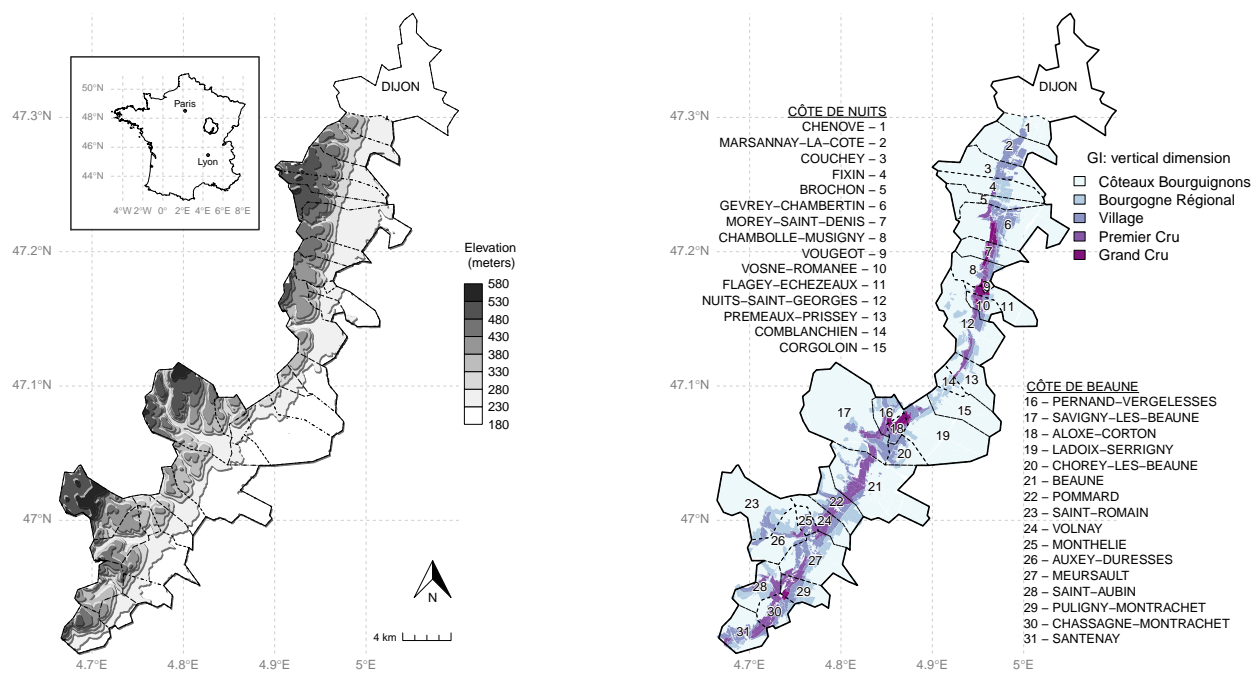 DIJON
47.3°N
47.2°N
47.1°N
47°N
4.7°E
4.8°E
4.9°E
5°E
50°N
48°N
46°N
44°N
4°W
2°W
0°
2°E
4°E
6°E
8°E
Paris
Lyon
Elevation
(meters)
580
530
480
430
380
330
280
230
180
N
4 km
DIJON
47.3°N
47.2°N
47.1°N
47°N
4.7°E
4.8°E
4.9°E
5°E
CÔTE DE NUITS
CHENOVE – 1
MARSANNAY–LA–COTE – 2
COUCHEY – 3
FIXIN – 4
BROCHON – 5
GEVREY–CHAMBERTIN – 6
MOREY–SAINT–DENIS – 7
CHAMBOLLE–MUSIGNY – 8
VOUGEOT – 9
VOSNE–ROMANEE – 10
FLAGEY–ECHEZEAUX – 11
NUITS–SAINT–GEORGES – 12
PREMEAUX–PRISSEY – 13
COMBLANCHIEN – 14
CORGOLOIN – 15
GI: vertical dimension
Côteaux Bourguignons
Bourgogne Régional
Village
Premier Cru
Grand Cru
CÔTE DE BEAUNE
16 – PERNAND–VERGELESSES
17 – SAVIGNY–LES–BEAUNE
18 – ALOXE–CORTON
19 – LADOIX–SERRIGNY
20 – CHOREY–LES–BEAUNE
21 – BEAUNE
22 – POMMARD
23 – SAINT–ROMAIN
24 – VOLNAY
25 – MONTHELIE
26 – AUXEY–DURESSES
27 – MEURSAULT
28 – SAINT–AUBIN
29 – PULIGNY–MONTRACHET
30 – CHASSAGNE–MONTRACHET
31 – SANTENAY
1
2
3
4
5
6
7
8
9
10
11
12
13
14
15
16
17
18
19
20
21
22
23
24
25
26
27
28
29
30
31